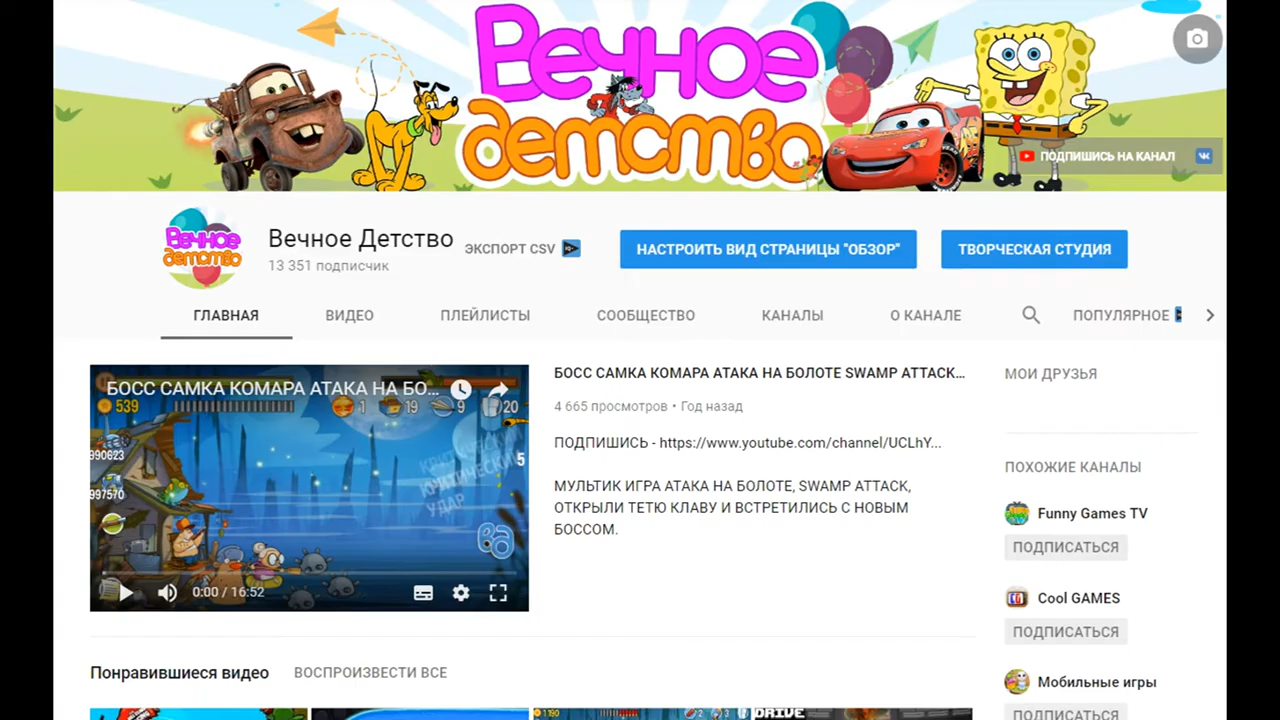 Вечное
детство
ПОДПИШИСЬ НА КАНАЛ
Вечное
детство
Вечное Детство
13 351 подписчик
ЭКСПОРТ CSV
НАСТРОИТЬ ВИД СТРАНИЦЫ "ОБЗОР"
ТВОРЧЕСКАЯ СТУДИЯ
ГЛАВНАЯ
ВИДЕО
ПЛЕЙЛИСТЫ
СООБЩЕСТВО
КАНАЛЫ
О КАНАЛЕ
ПОПУЛЯРНОЕ
БОСС САМКА КОМАРА АТАКА НА БО...
539
1
19
9
20
990623
997570
5
КРИТИЧЕСКИЙ
УДАР
0:00 / 16:52
БОСС САМКА КОМАРА АТАКА НА БОЛОТЕ SWAMP ATTACK...
4 665 просмотров • Год назад
ПОДПИШИСЬ - https://www.youtube.com/channel/UCLhY...
МУЛЬТИК ИГРА АТАКА НА БОЛОТЕ, SWAMP ATTACK,
ОТКРЫЛИ ТЕТЮ КЛАВУ И ВСТРЕТИЛИСЬ С НОВЫМ
БОССОМ.
МОИ ДРУЗЬЯ
ПОХОЖИЕ КАНАЛЫ
Funny Games TV
ПОДПИСАТЬСЯ
Cool GAMES
ПОДПИСАТЬСЯ
Мобильные игры
ПОДПИСАТЬСЯ
Понравившиеся видео
ВОСПРОИЗВЕСТИ ВСЕ
1190
DRIVE